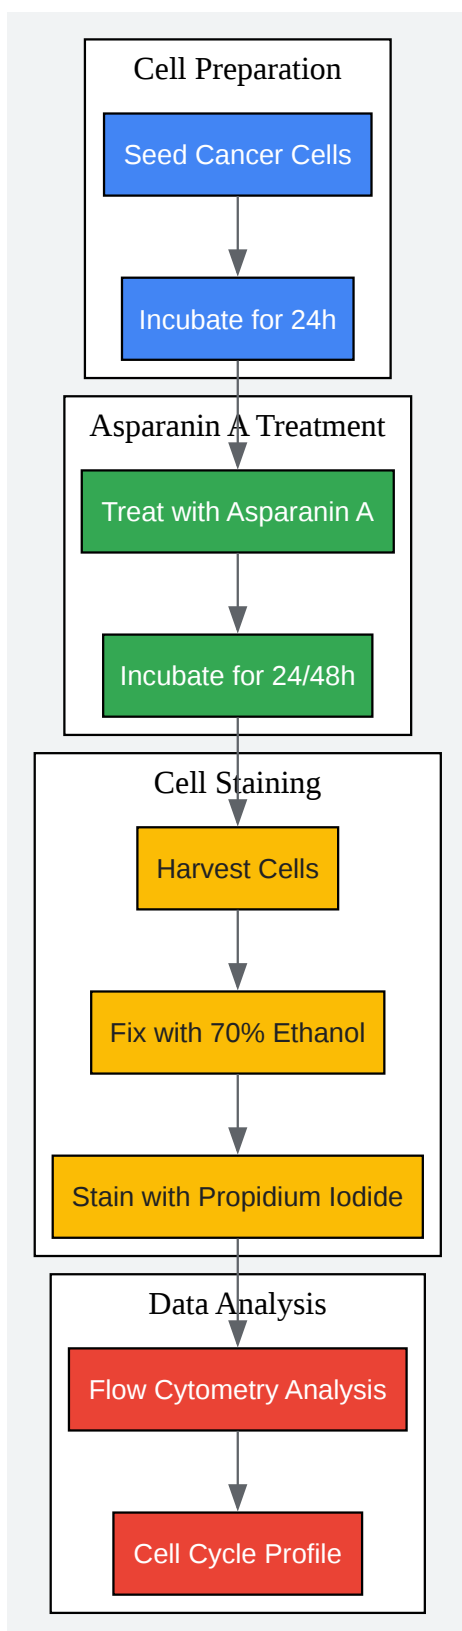 Cell Preparation
Seed Cancer Cells
Incubate for 24h
Asparanin A Treatment
Treat with Asparanin A
Incubate for 24/48h
Cell Staining
Harvest Cells
Fix with 70% Ethanol
Stain with Propidium Iodide
Data Analysis
Flow Cytometry Analysis
Cell Cycle Profile